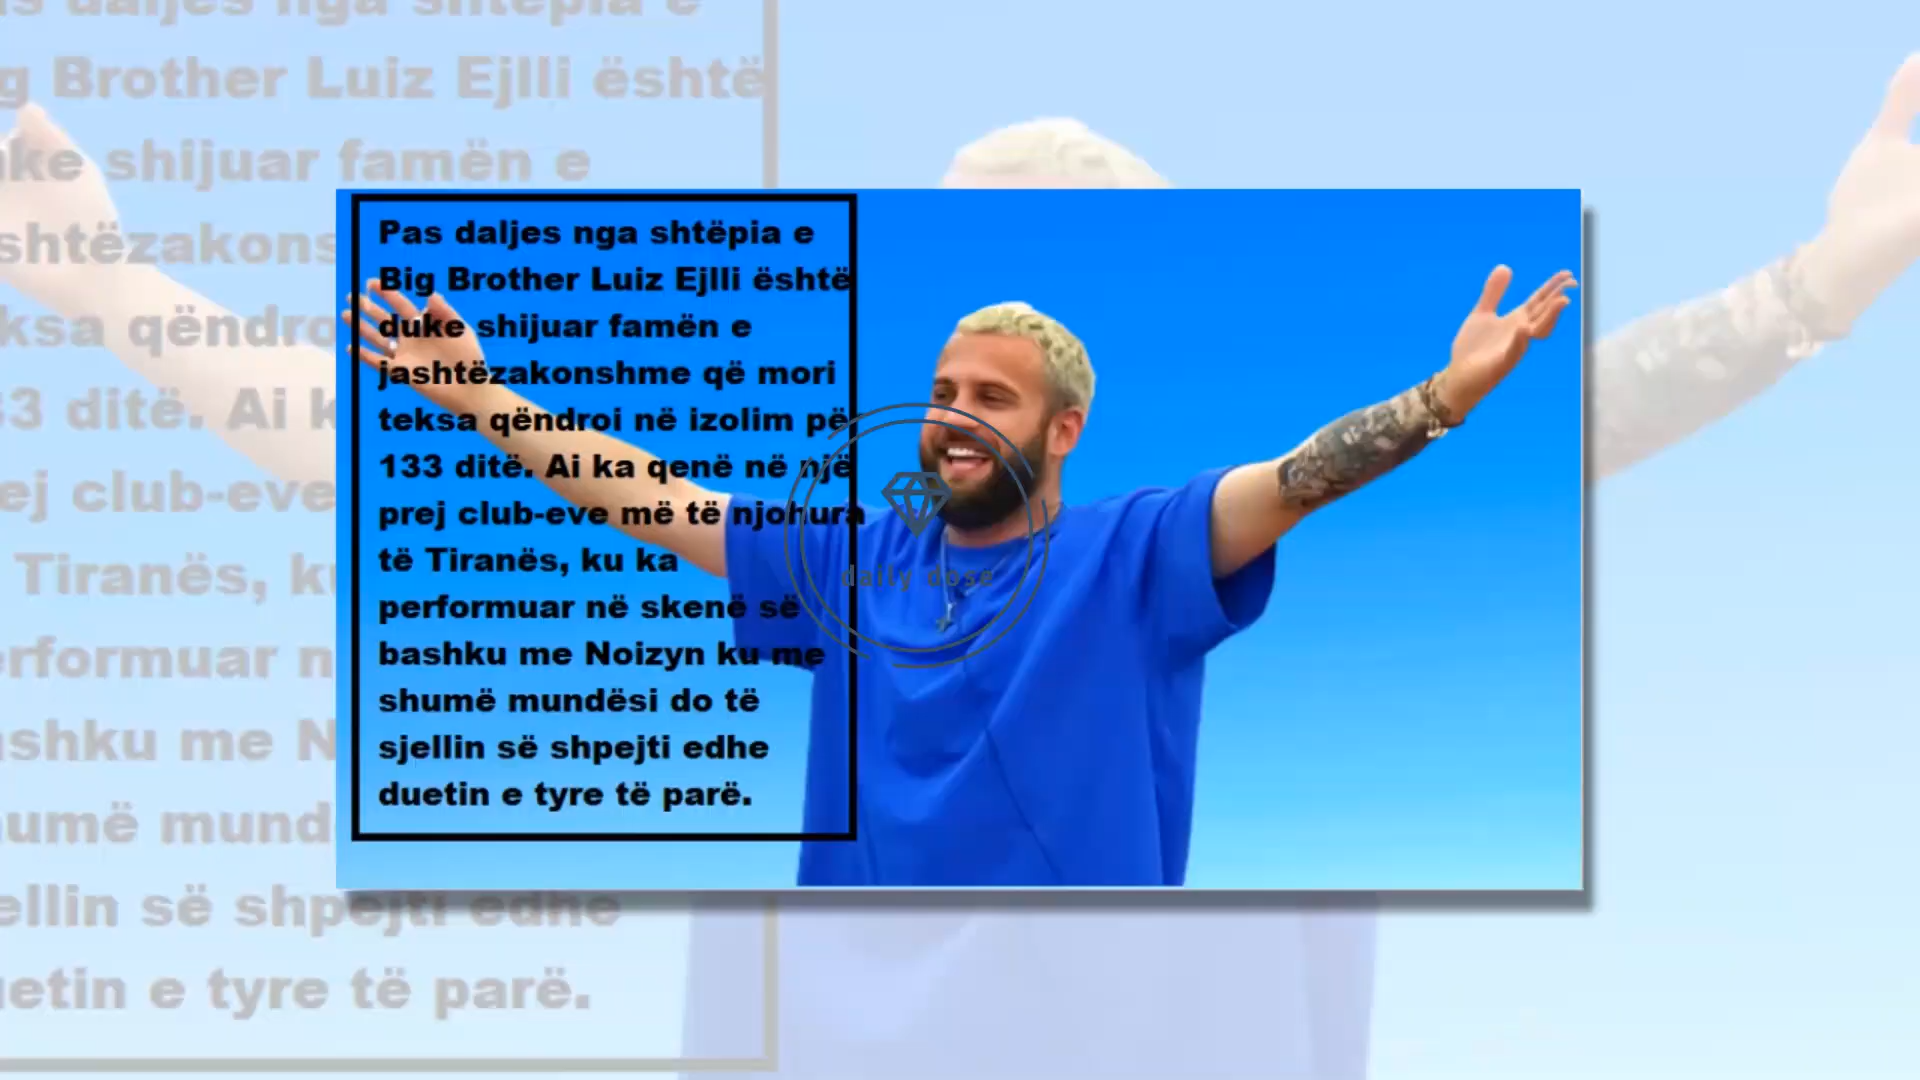 Pas daljes nga shtëpia e
Big Brother Luiz Ejlli është
duke shijuar famën e
jashtëzakonshme që mori
teksa qëndroi në izolim pë
133 ditë. Ai ka qenë në një
prej club-eve më të njohura
të Tiranës, ku ka
performuar në skenë së
bashku me Noizyn ku me
shumë mundësi do të
sjellin së shpejti edhe
duetin e tyre të parë.
daily dose